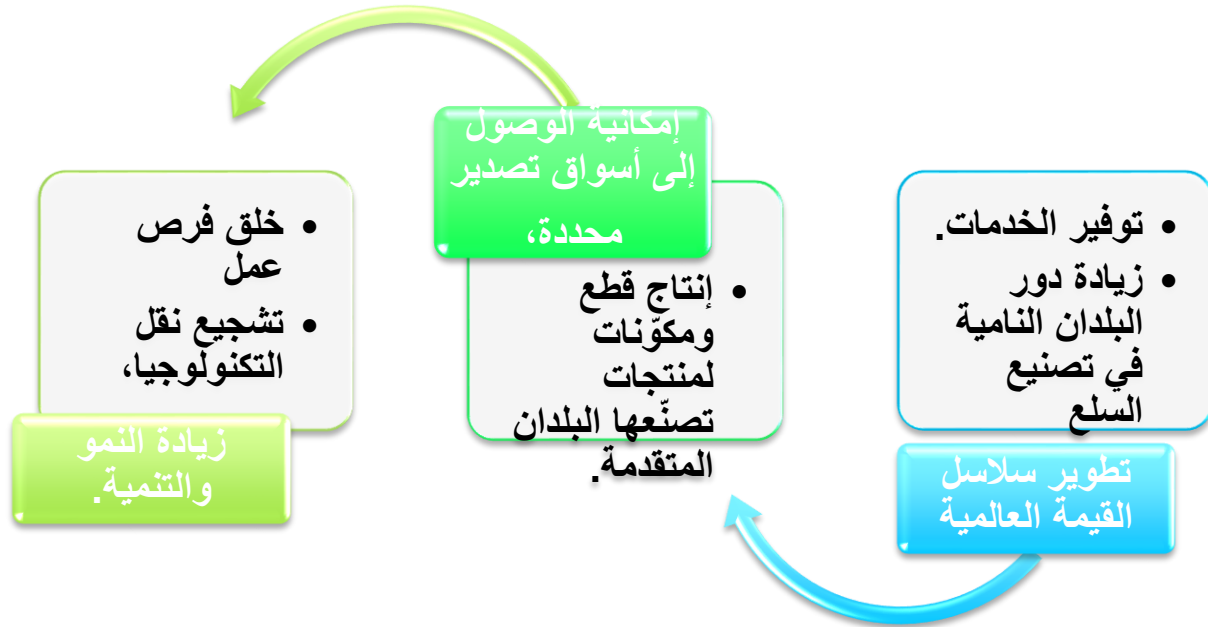 • توفير الخدمات.
• زيادة دور
البلدان النامية
في تصنيع
السلع
تطوير سلاسل
القيمة العالمية
إمكانية الوصول
إلى أسواق تصدير
محددة،
• إنتاج قطع
ومكوّنات
لمنتجات
تصنّعها البلدان
المتقدمة.
• خلق فرص
عمل
• تشجيع نقل
التكنولوجيا،
زيادة النمو
والتنمية.